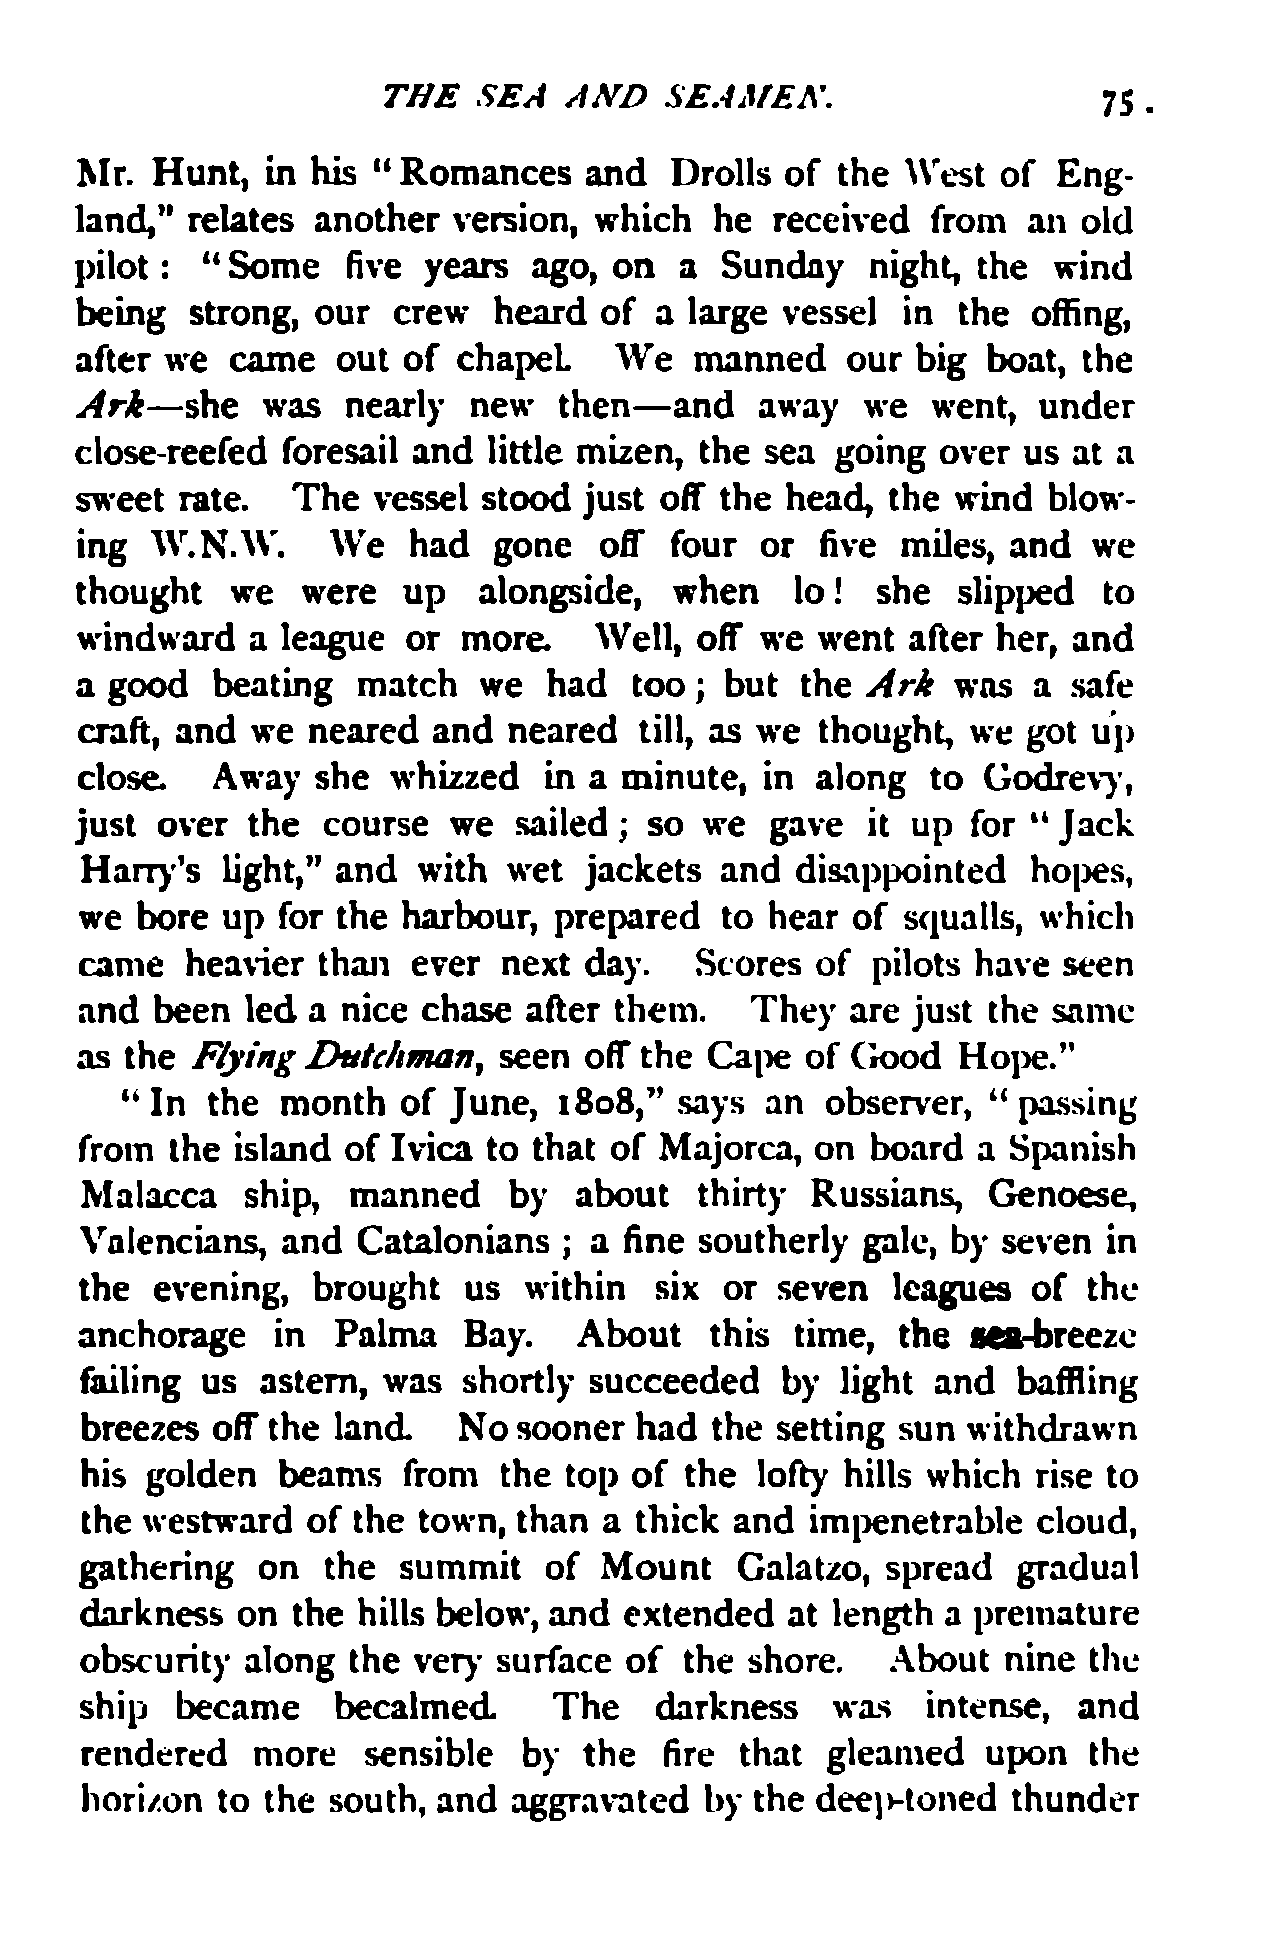 THE SEA AND SEAMEN. 75.
Mr. Hunt, in his "Romances and Drolls of the West of Eng-
land," relates another version, which he received from an old
pilot: "Some five years ago, on a Sunday night, the wind
being strong, our crew heard of a large vessel in the offing,
after we came out of chapel. We manned our big boat, the
Ark—she was nearly new then—and away we went, under
close-reefed foresail and little mizen, the sea going over us at a
sweet rate. The vessel stood just off the head, the wind blow-
ing W.N.W. We had gone off four or five miles, and we
thought we were up alongside, when lo! she slipped to
windward a league or more. Well, off we went after her, and
a good beating match we had too; but the Ark was a safe
craft, and we neared and neared till, as we thought, we got up
close. Away she whizzed in a minute, in along to Godrevy,
just over the course we sailed; so we gave it up for "Jack
Harry's light," and with wet jackets and disappointed hopes,
we bore up for the harbour, prepared to hear of squalls, which
came heavier than ever next day. Scores of pilots have seen
and been led a nice chase after them. They are just the same
as the Flying Dutchman, seen off the Cape of Good Hope."
"In the month of June, 1808," says an observer, "passing
from the island of Ivica to that of Majorca, on board a Spanish
Malacca ship, manned by about thirty Russians, Genoese,
Valencians, and Catalonians; a fine southerly gale, by seven in
the evening, brought us within six or seven leagues of the
anchorage in Palma Bay. About this time, the sea-breeze
failing us astern, was shortly succeeded by light and baffling
breezes off the land. No sooner had the setting sun withdrawn
his golden beams from the top of the lofty hills which rise to
the westward of the town, than a thick and impenetrable cloud,
gathering on the summit of Mount Galatzo, spread gradual
darkness on the hills below, and extended at length a premature
obscurity along the very surface of the shore. About nine the
ship became becalmed. The darkness was intense, and
rendered more sensible by the fire that gleamed upon the
horizon to the south, and aggravated by the deep-toned thunder